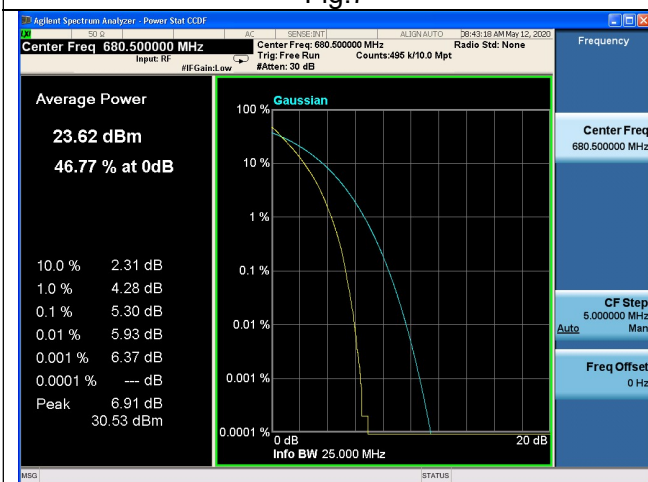 Agilent Spectrum Analyzer - Power Stat CCDF
LXI 50 Ω AC SENSE:INT ALIGN AUTO 08:43:18 AM May 12, 2020
Center Freq 680.500000 MHz
Input: RF
#IFGain:Low
Center Freq: 680.500000 MHz
Trig: Free Run Counts:495 k/10.0 Mpt
#Atten: 30 dB
Radio Std: None
Frequency
Average Power
23.62 dBm
46.77 % at 0dB
10.0 % 2.31 dB
1.0 % 4.28 dB
0.1 % 5.30 dB
0.01 % 5.93 dB
0.001 % 6.37 dB
0.0001 % --- dB
Peak 6.91 dB
30.53 dBm
Gaussian
100 %
10 %
1 %
0.1 %
0.01 %
0.001 %
0.0001 %
0 dB 20 dB
Info BW 25.000 MHz
Center Freq
680.500000 MHz
CF Step
5.000000 MHz
Auto Man
Freq Offset
0 Hz
MSG STATUS